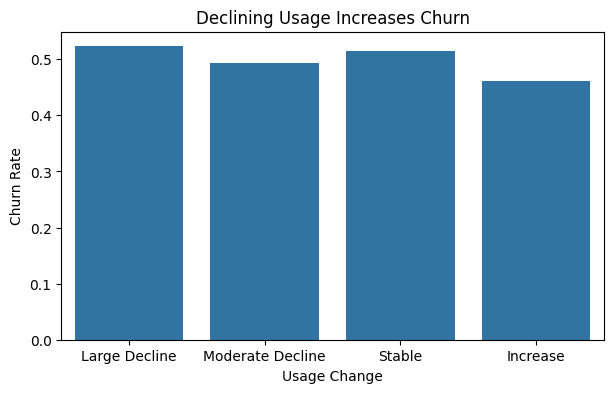 Declining Usage Increases Churn
Churn Rate
0.5
0.4
0.3
0.2
0.1
0.0
Large Decline
Moderate Decline
Stable
Increase
Usage Change